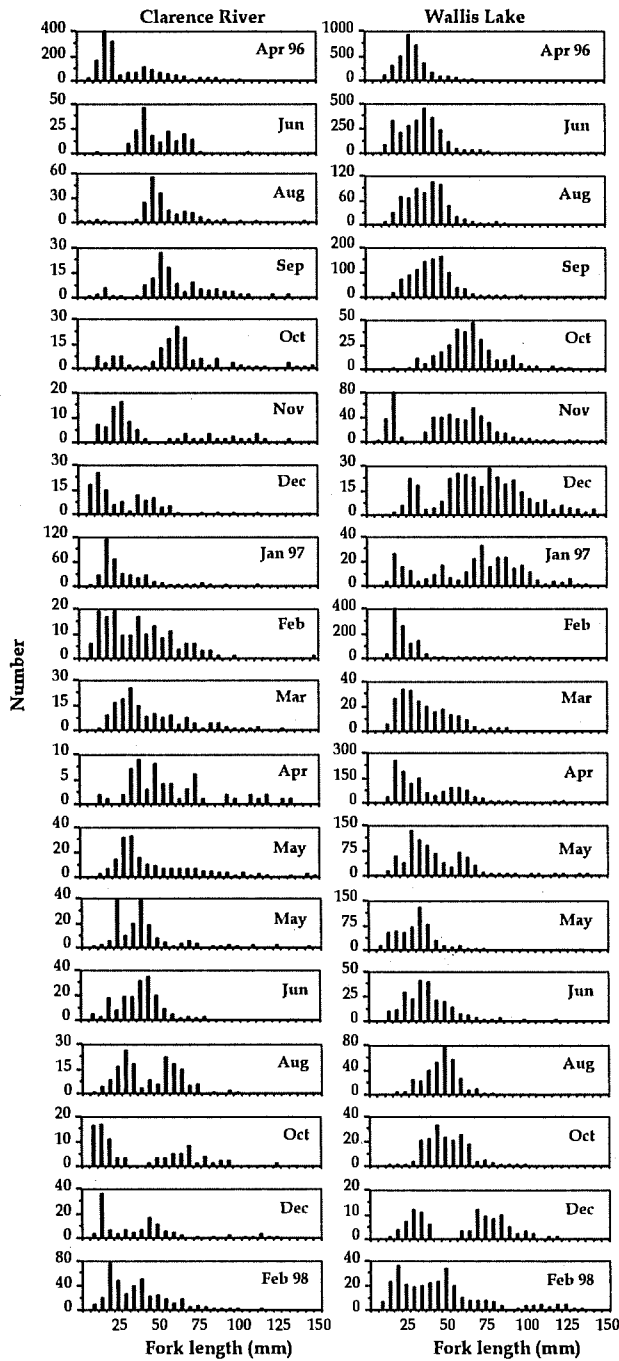 Clarence River
Wallis Lake
400
200
0
Apr 96
1000
500
0
Apr 96
50
25
0
Jun
500
250
0
Jun
60
30
0
Aug
120
60
0
Aug
30
15
0
Sep
200
100
0
Sep
30
15
0
Oct
50
25
0
Oct
20
10
0
Nov
80
40
0
Nov
30
15
0
Dec
30
15
0
Dec
120
60
0
Jan 97
40
20
0
Jan 97
Number
20
10
0
Feb
400
200
0
Feb
30
15
0
Mar
40
20
0
Mar
10
5
0
Apr
300
150
0
Apr
40
20
0
May
150
75
0
May
40
20
0
May
150
75
0
May
40
20
0
Jun
50
25
0
Jun
30
15
0
Aug
80
40
0
Aug
20
10
0
Oct
40
20
0
Oct
40
20
0
Dec
20
10
0
Dec
80
40
0
Feb 98
40
20
0
Feb 98
25 50 75 100 125 150
25 50 75 100 125 150
Fork length (mm)
Fork length (mm)